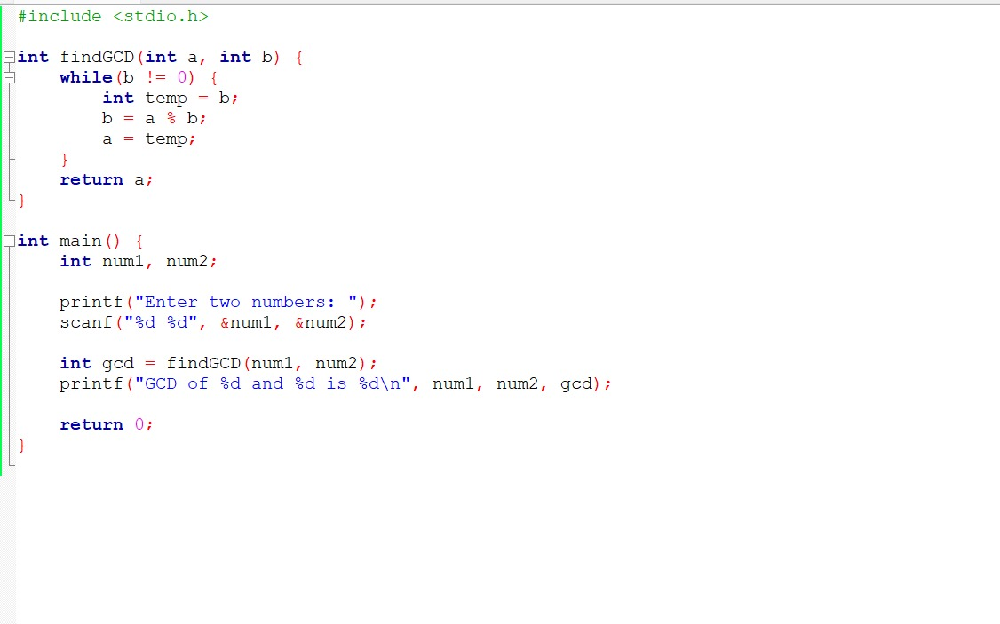 #include <stdio.h>
int findGCD(int a, int b) {
while(b != 0) {
int temp = b;
b = a % b;
a = temp;
}
return a;
}
int main() {
int num1, num2;
printf("Enter two numbers: ");
scanf("%d %d", &num1, &num2);
int gcd = findGCD(num1, num2);
printf("GCD of %d and %d is %d\n", num1, num2, gcd);
return 0;
}